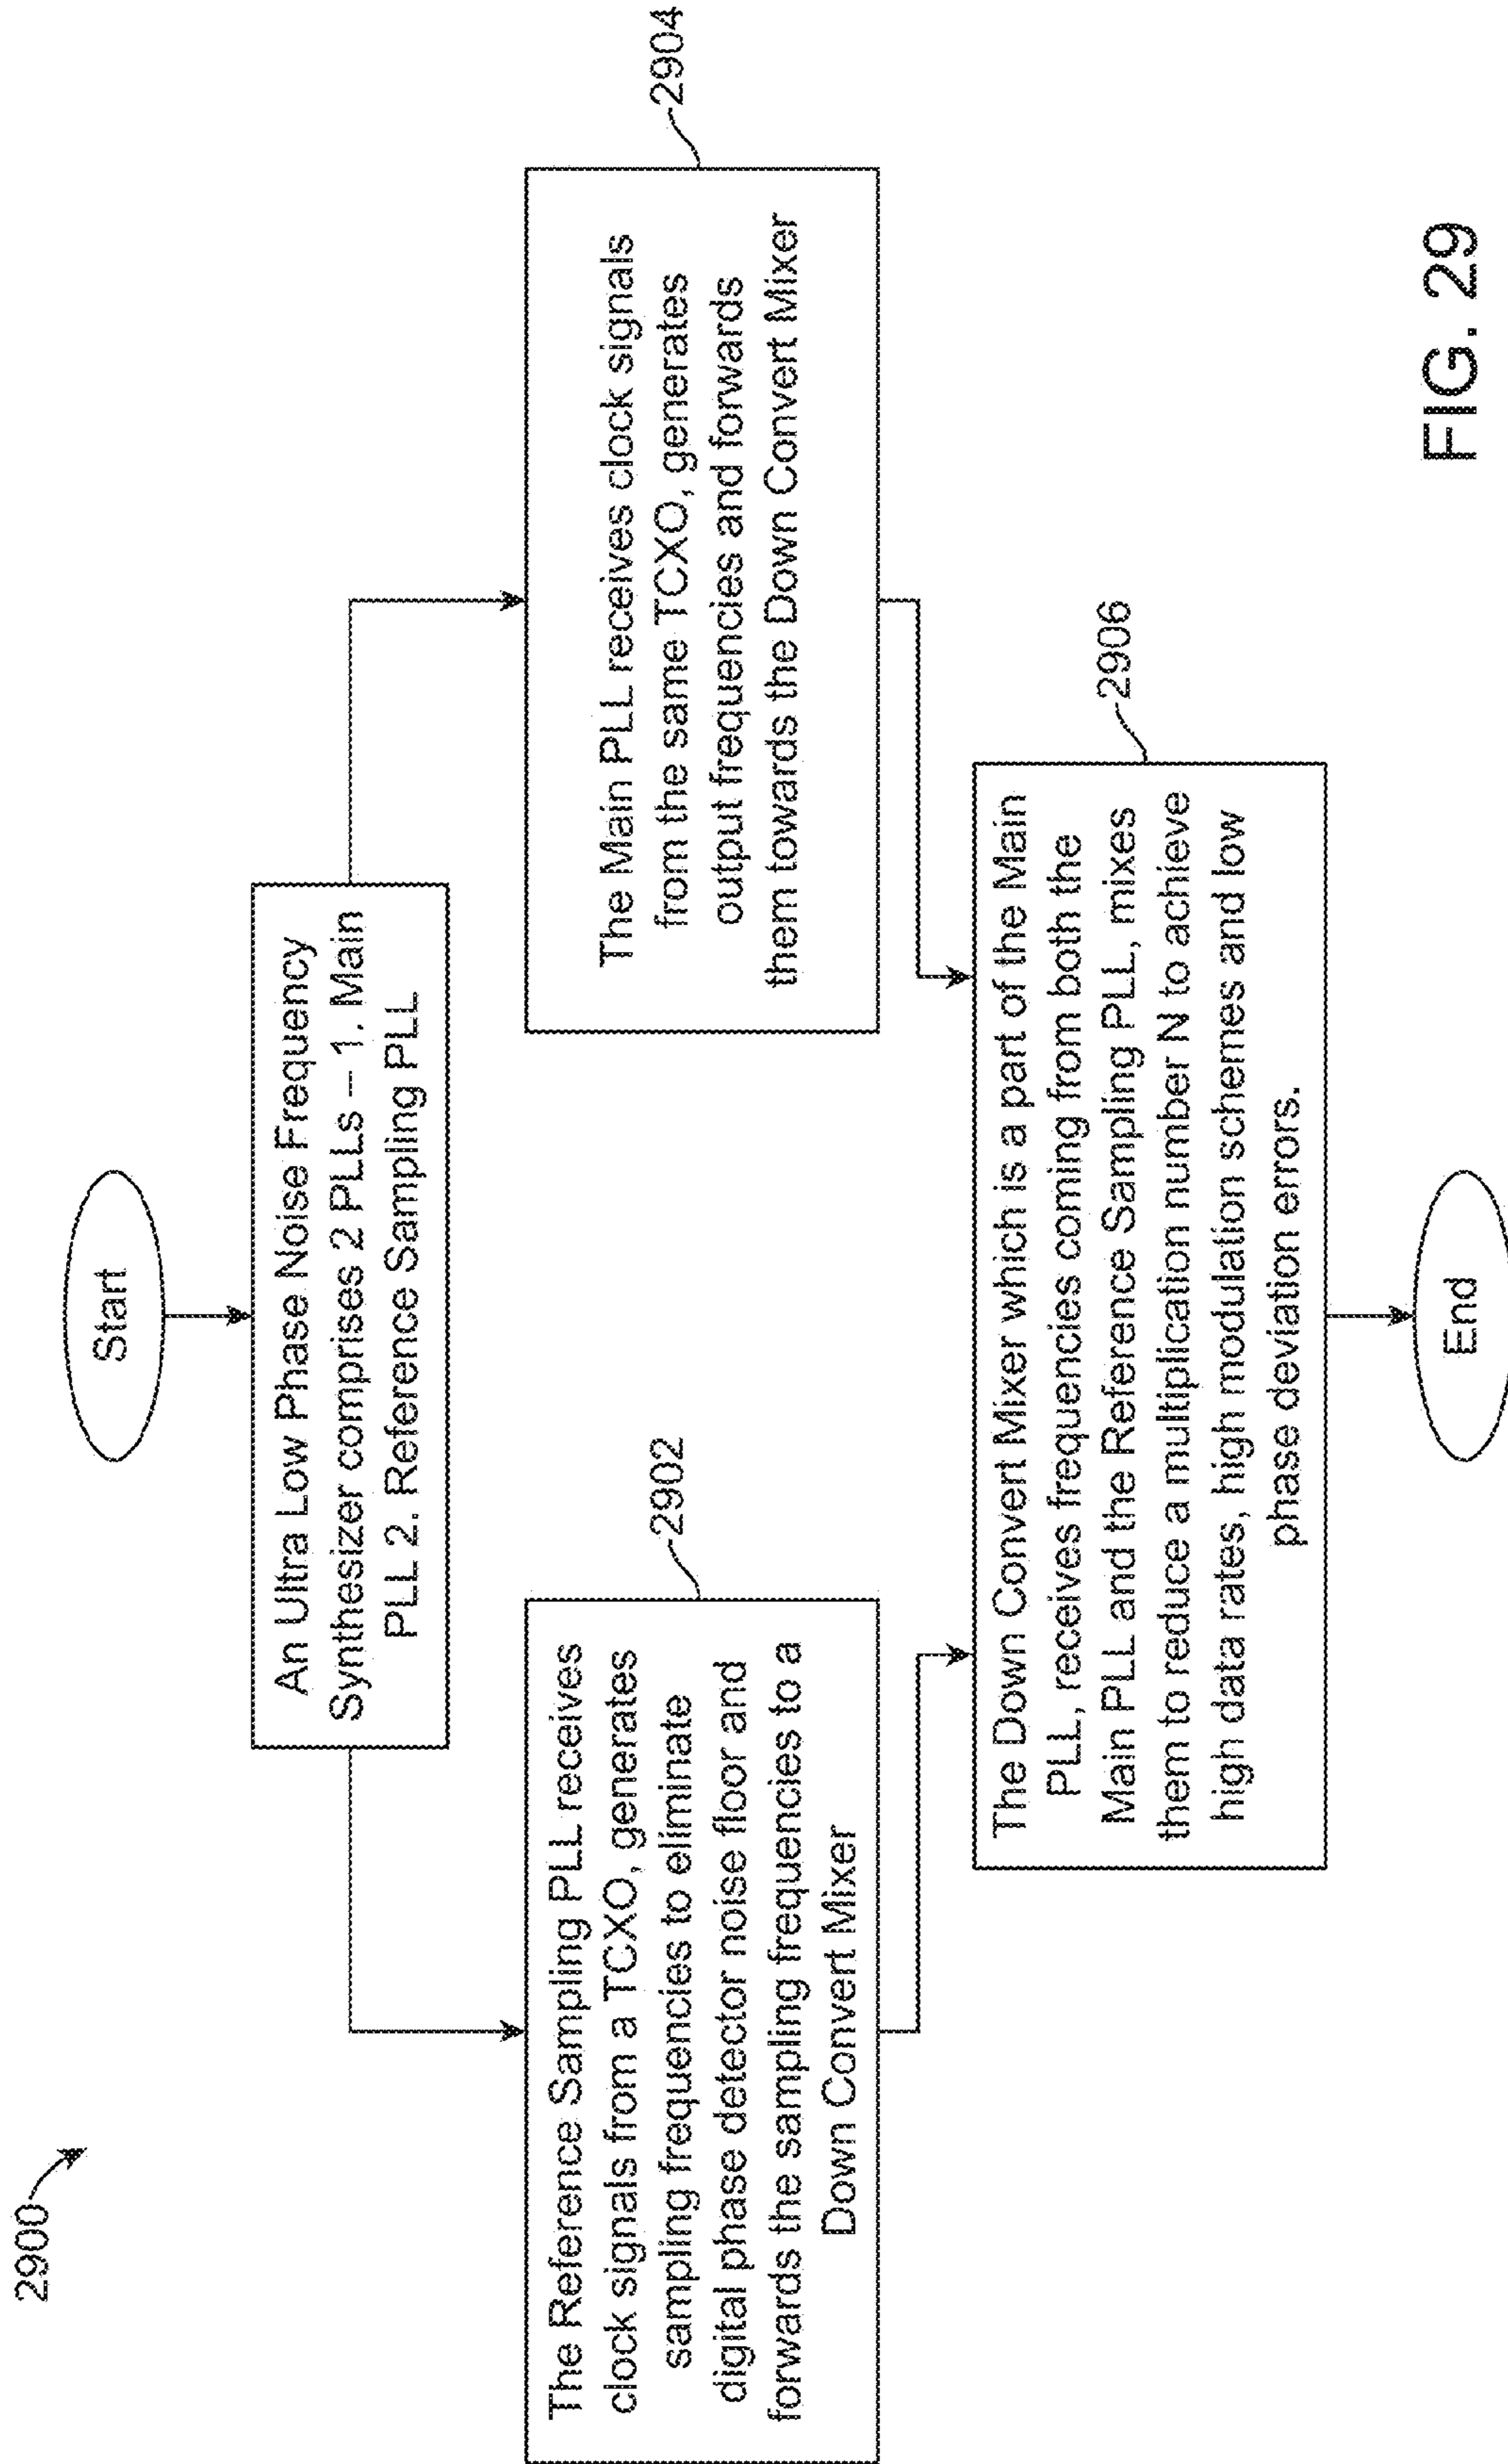 2900
Start
An Ultra Low Phase Noise Frequency
Synthesizer comprises 2 PLLs – 1. Main
PLL 2. Reference Sampling PLL
2902
The Reference Sampling PLL receives
clock signals from a TCXO, generates
sampling frequencies to eliminate
digital phase detector noise floor and
forwards the sampling frequencies to a
Down Convert Mixer
2904
The Main PLL receives clock signals
from the same TCXO, generates
output frequencies and forwards
them towards the Down Convert Mixer
2906
The Down Convert Mixer which is a part of the Main
PLL, receives frequencies coming from both the
Main PLL and the Reference Sampling PLL, mixes
them to reduce a multiplication number N to achieve
high data rates, high modulation schemes and low
phase deviation errors.
End
FIG. 29